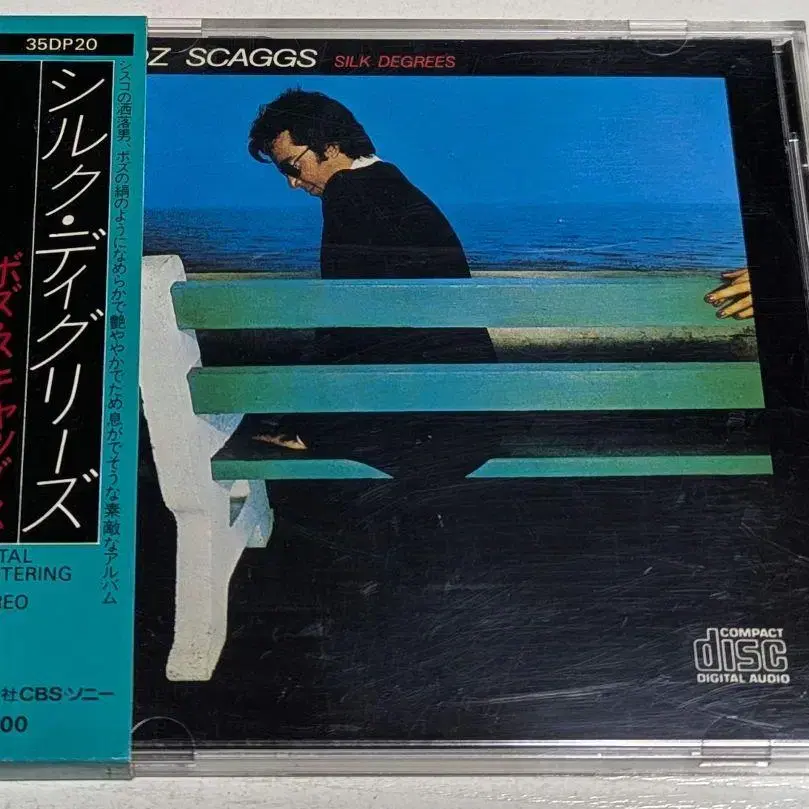 35DP20
シスコの洒落男、ボズの絹のようになめらかで艶ややかでため息がでそうな素敵なアルバム
シルク・ディグリーズ
ボズ・スキャッグス
TAL
TERING
REO
社CBS・ソニー
00
OZ SCAGGS SILK DEGREES
COMPACT
disc
DIGITAL AUDIO